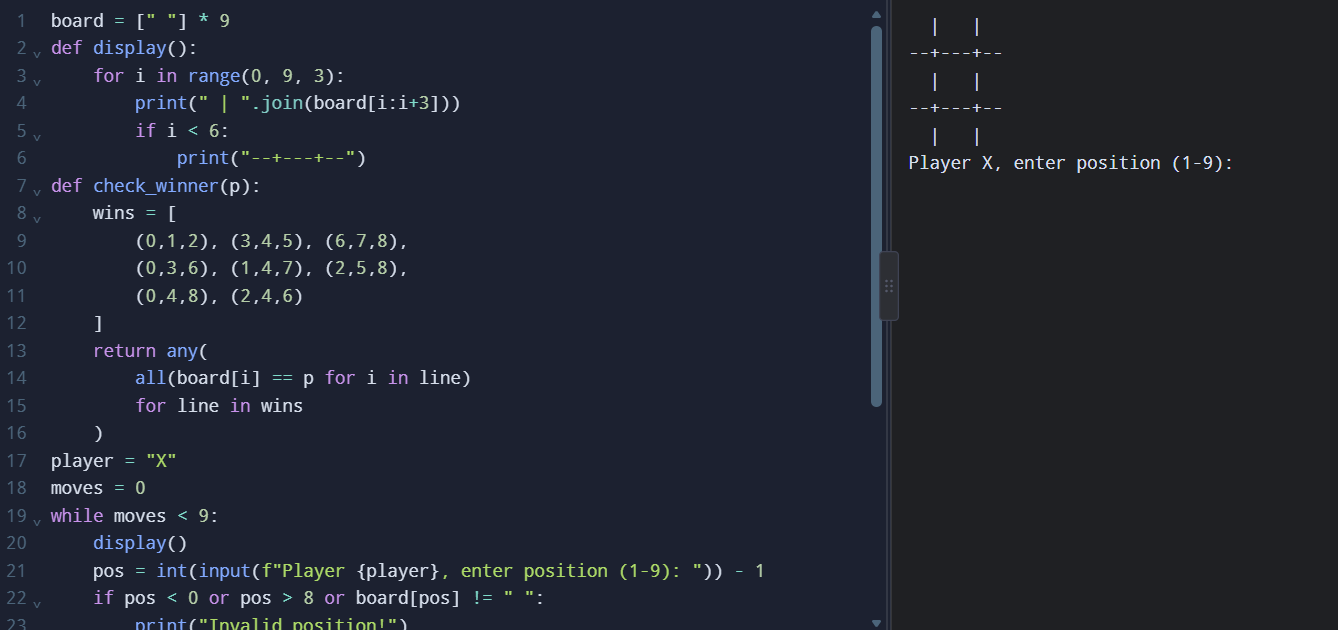 1 board = [" "] * 9
2 def display():
3     for i in range(0, 9, 3):
4         print(" | ".join(board[i:i+3]))
5         if i < 6:
6             print("--+---+--")
7 def check_winner(p):
8     wins = [
9         (0,1,2), (3,4,5), (6,7,8),
10         (0,3,6), (1,4,7), (2,5,8),
11         (0,4,8), (2,4,6)
12     ]
13     return any(
14         all(board[i] == p for i in line)
15         for line in wins
16     )
17 player = "X"
18 moves = 0
19 while moves < 9:
20     display()
21     pos = int(input(f"Player {player}, enter position (1-9): ")) - 1
22     if pos < 0 or pos > 8 or board[pos] != " ":
23         print("Invalid position!")
  |   |
--+---+--
  |   |
--+---+--
  |   |
Player X, enter position (1-9):